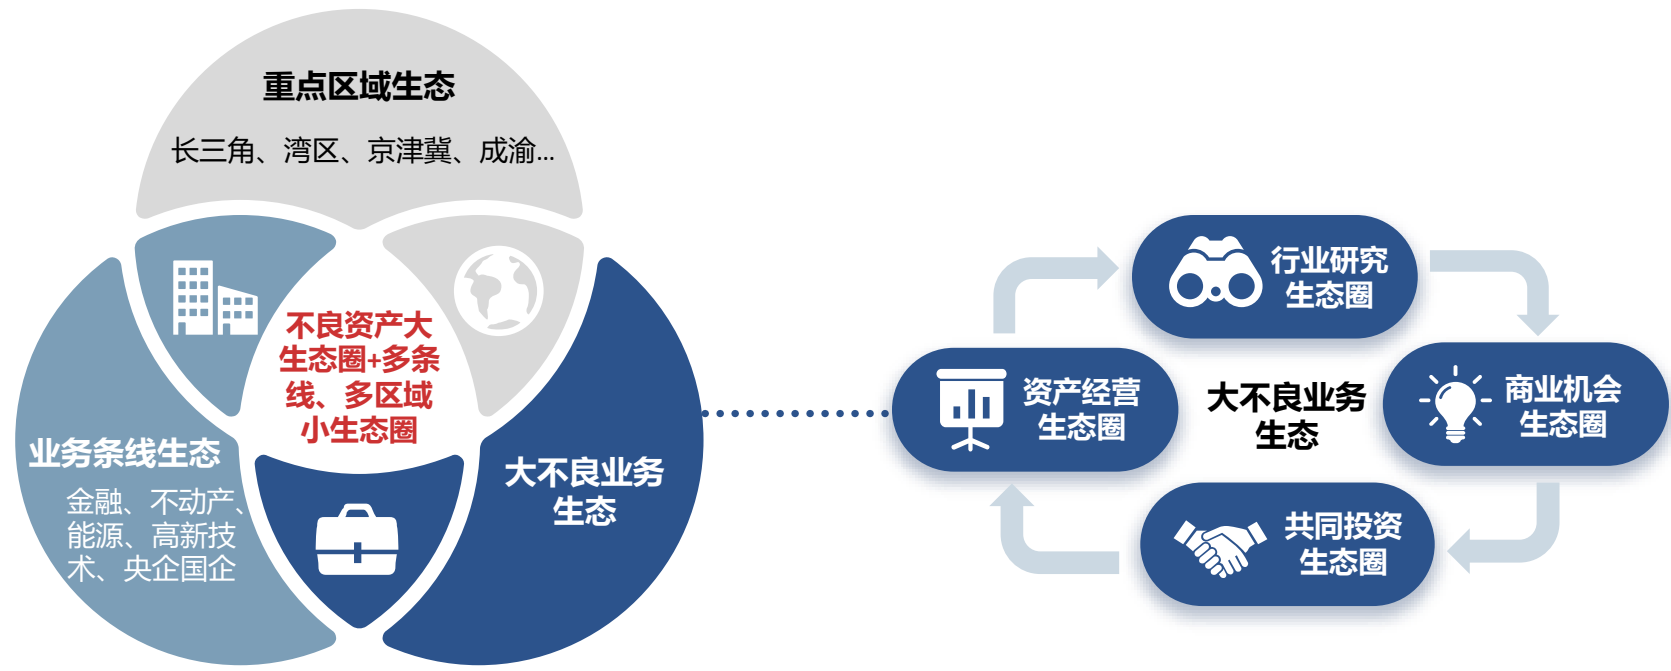 重点区域生态
长三角、湾区、京津冀、成渝...
不良资产大
生态圈+多条
线、多区域
小生态圈
业务条线生态
金融、不动产、
能源、高新技
术、央企国企
大不良业务
生态
行业研究
生态圈
资产经营
生态圈
大不良业务
生态
商业机会
生态圈
共同投资
生态圈